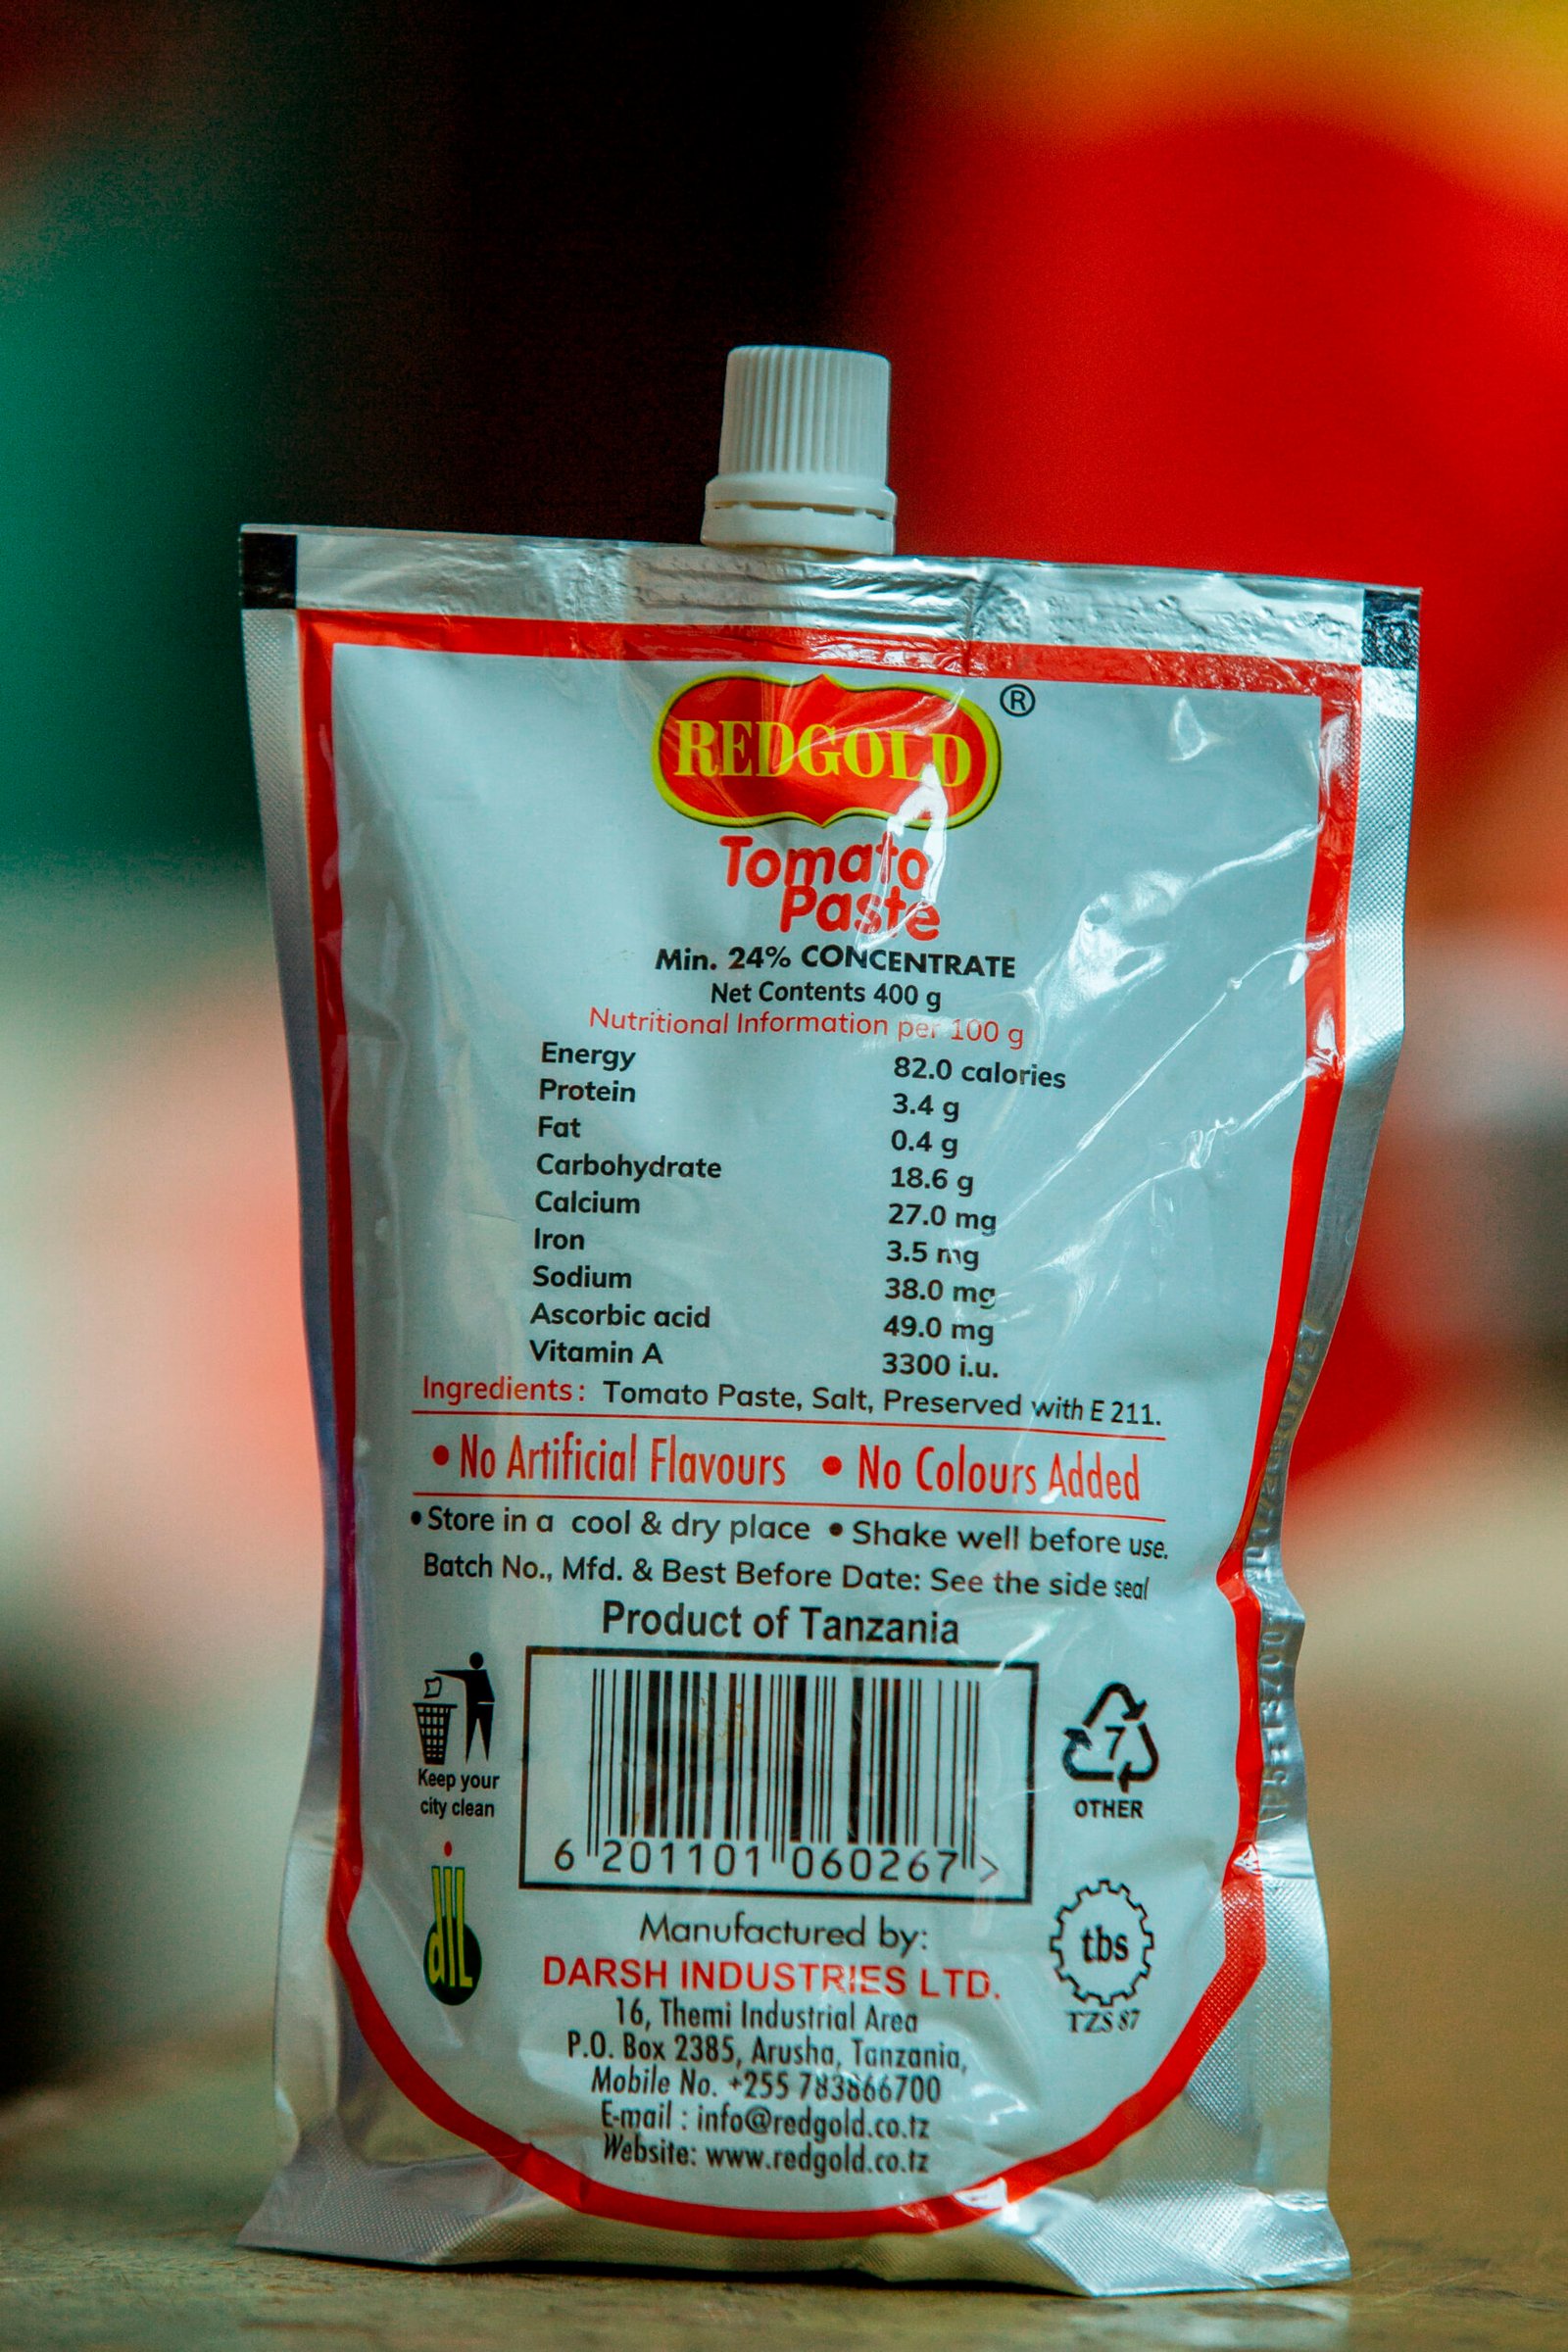 REDGOLD ®
Tomato
Paste
Min. 24% CONCENTRATE
Net Contents 400 g
Nutritional Information per 100 g
Energy 82.0 calories
Protein 3.4 g
Fat 0.4 g
Carbohydrate 18.6 g
Calcium 27.0 mg
Iron 3.5 mg
Sodium 38.0 mg
Ascorbic acid 49.0 mg
Vitamin A 3300 i.u.
Ingredients: Tomato Paste, Salt, Preserved with E 211.
• No Artificial Flavours • No Colours Added
• Store in a cool & dry place • Shake well before use.
Batch No., Mfd. & Best Before Date: See the side seal
Product of Tanzania
Keep your
city clean
7
OTHER
6 201101 060267 >
dil
tbs
TZS 87
Manufactured by:
DARSH INDUSTRIES LTD.
16, Themi Industrial Area
P.O. Box 2385, Arusha, Tanzania,
Mobile No. +255 783866700
E-mail : info@redgold.co.tz
Website: www.redgold.co.tz